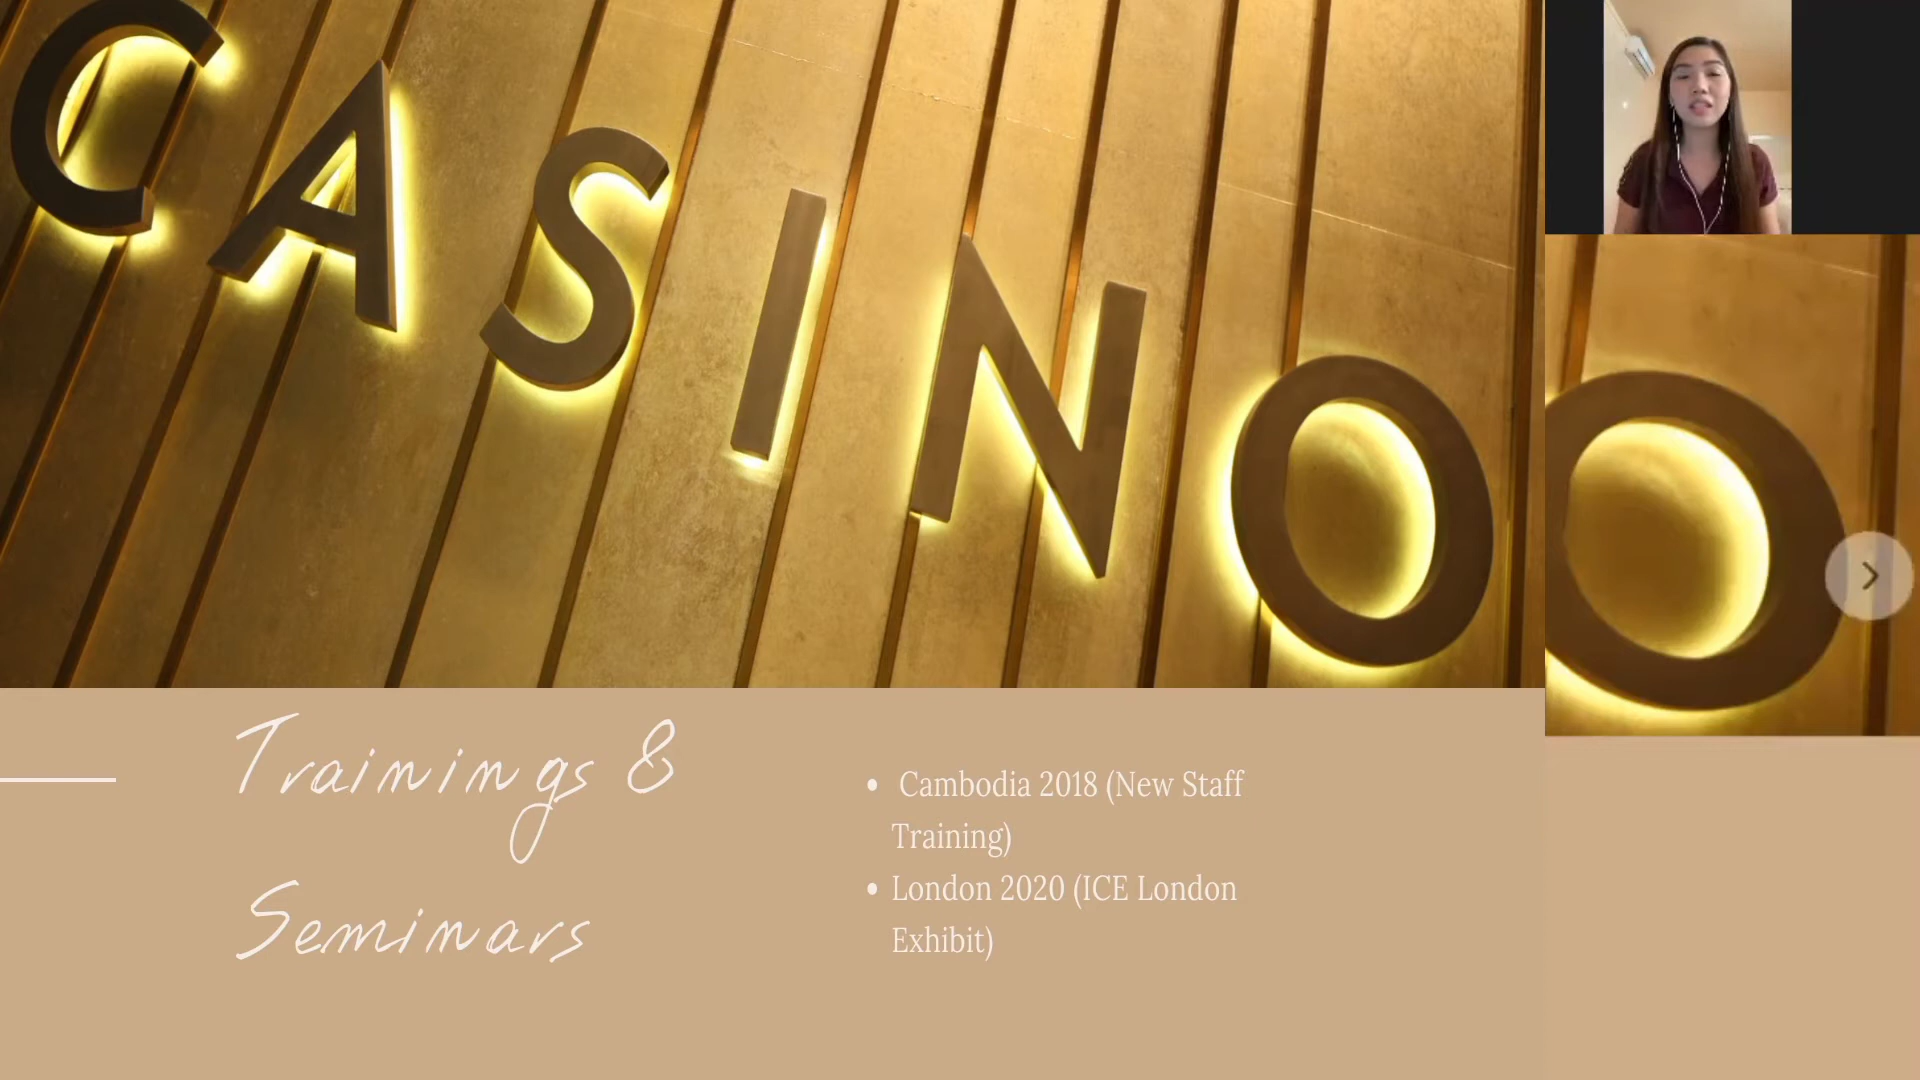 CASINO
O
Trainings &
Seminars
• Cambodia 2018 (New Staff
Training)
• London 2020 (ICE London
Exhibit)